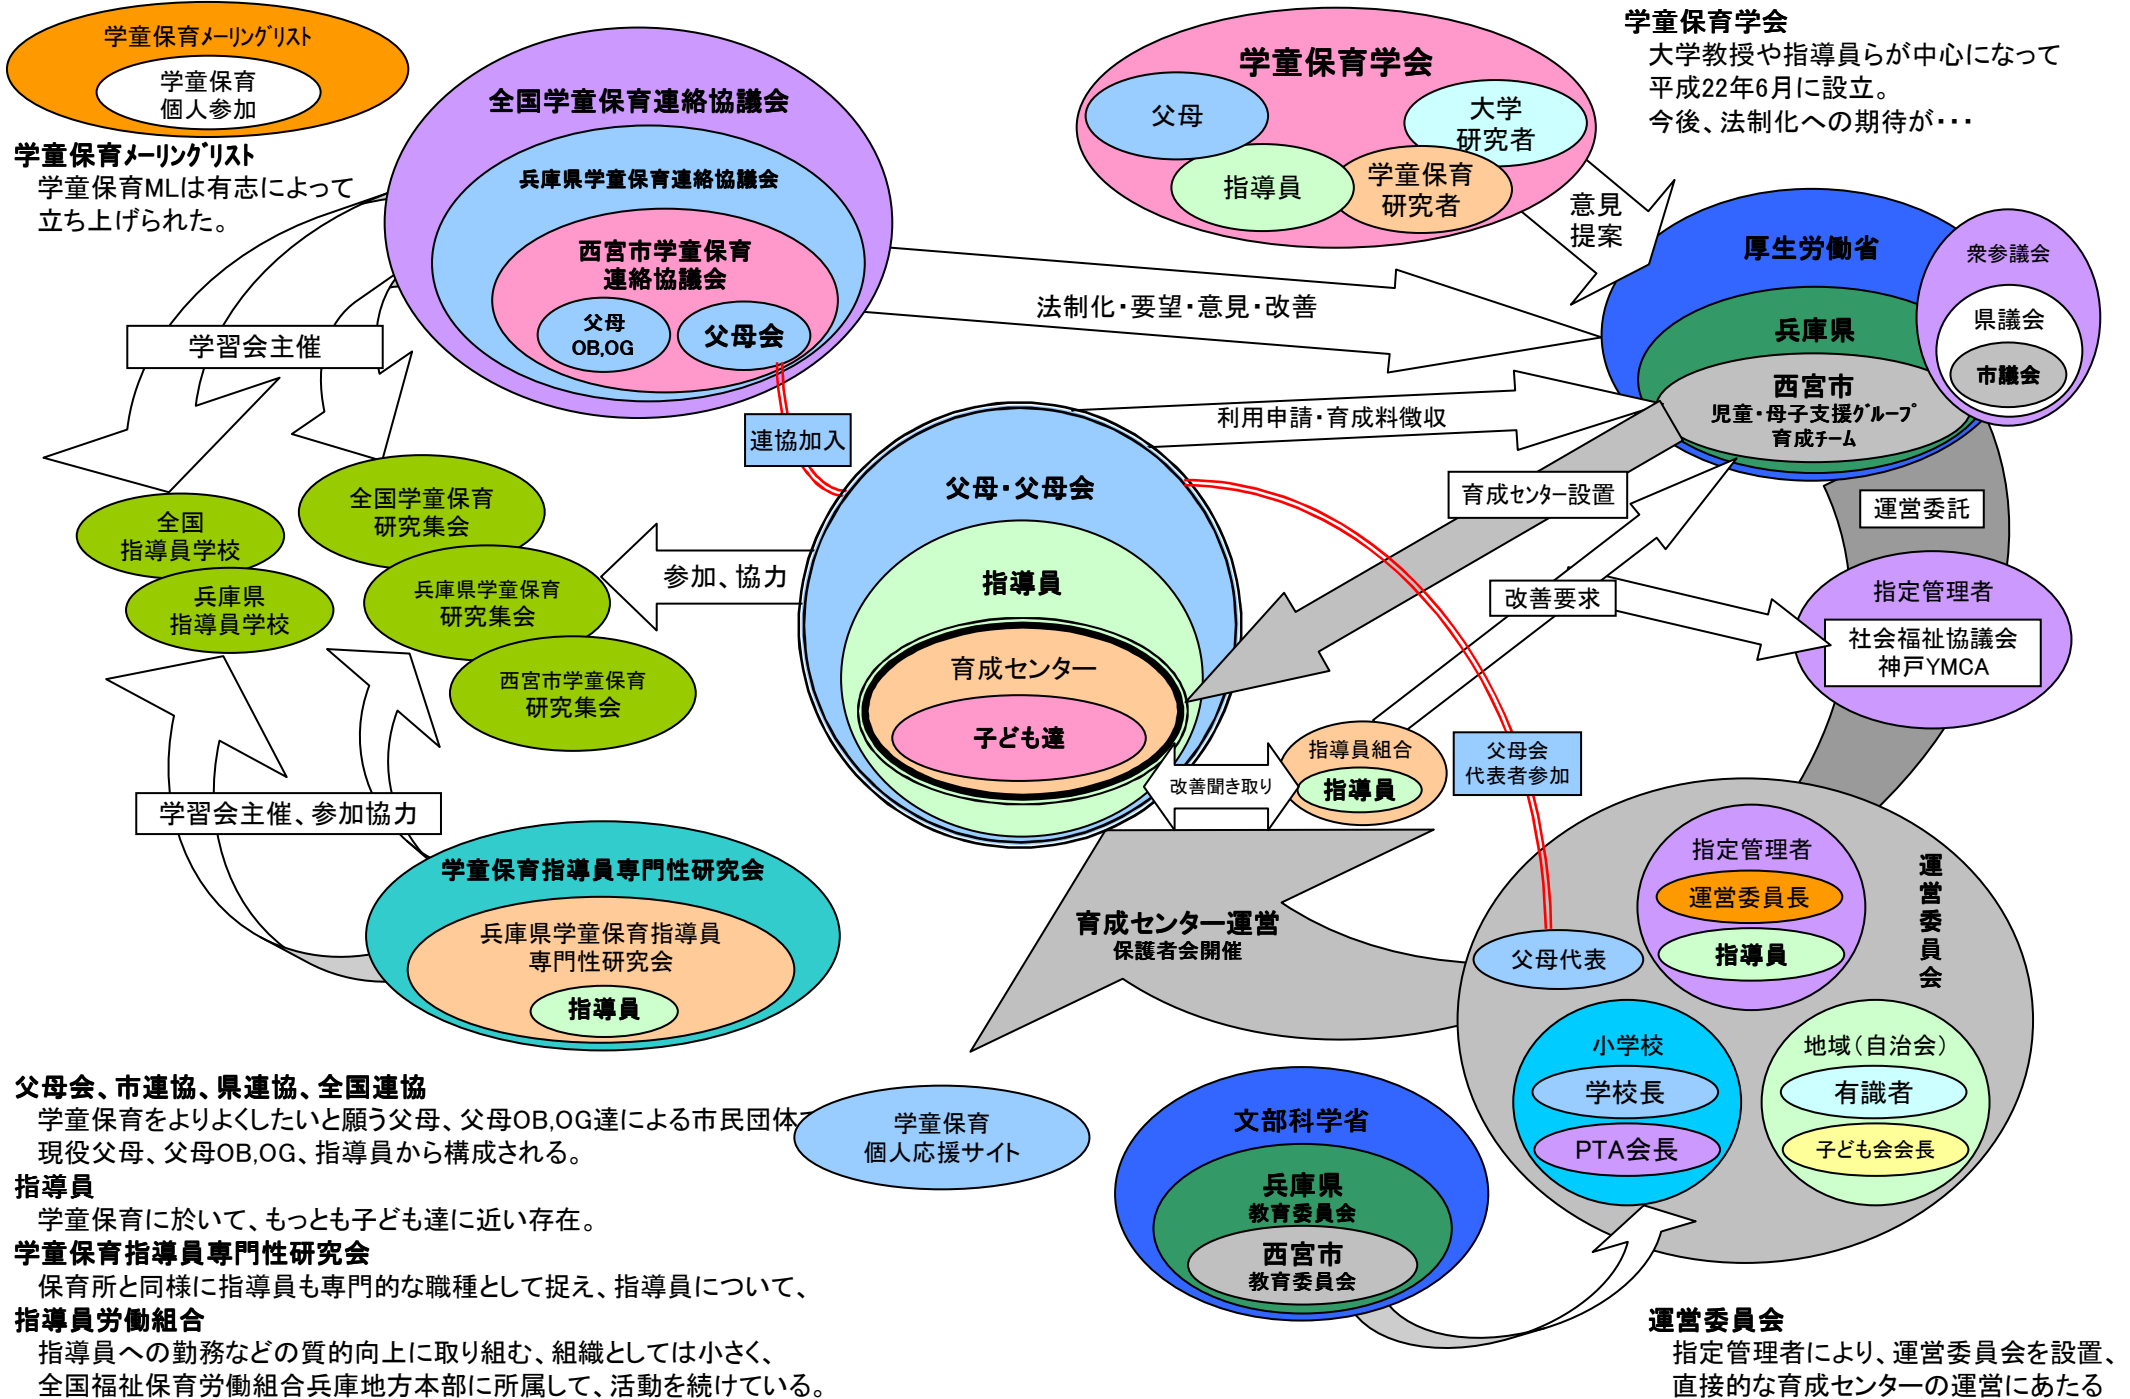 学童保育メーリングリスト
学童保育
個人参加
学童保育メーリングリスト
学童保育MLは有志によって
立ち上げられた。
全国学童保育連絡協議会
兵庫県学童保育連絡協議会
西宮市学童保育
連絡協議会
父母
OB,OG
父母会
学童保育学会
父母
大学
研究者
指導員
学童保育
研究者
学童保育学会
大学教授や指導員らが中心になって
平成22年6月に設立。
今後、法制化への期待が・・・
意見
提案
厚生労働省
兵庫県
西宮市
児童・母子支援グループ
育成チーム
衆参議会
県議会
市議会
法制化・要望・意見・改善
学習会主催
連協加入
利用申請・育成料徴収
育成センター設置
運営委託
全国学童保育
研究集会
全国
指導員学校
兵庫県学童保育
研究集会
兵庫県
指導員学校
西宮市学童保育
研究集会
参加、協力
父母・父母会
指導員
育成センター
子ども達
改善要求
指定管理者
社会福祉協議会
神戸YMCA
改善聞き取り
指導員組合
指導員
父母会
代表者参加
学習会主催、参加協力
学童保育指導員専門性研究会
兵庫県学童保育指導員
専門性研究会
指導員
育成センター運営
保護者会開催
運営委員会
指定管理者
運営委員長
指導員
父母代表
小学校
学校長
PTA会長
地域(自治会)
有識者
子ども会会長
父母会、市連協、県連協、全国連協
学童保育をよりよくしたいと願う父母、父母OB,OG達による市民団体
現役父母、父母OB,OG、指導員から構成される。
指導員
学童保育に於いて、もっとも子ども達に近い存在。
学童保育指導員専門性研究会
保育所と同様に指導員も専門的な職種として捉え、指導員について、
指導員労働組合
指導員への勤務などの質的向上に取り組む、組織としては小さく、
全国福祉保育労働組合兵庫地方本部に所属して、活動を続けている。
学童保育
個人応援サイト
文部科学省
兵庫県
教育委員会
西宮市
教育委員会
運営委員会
指定管理者により、運営委員会を設置、
直接的な育成センターの運営にあたる